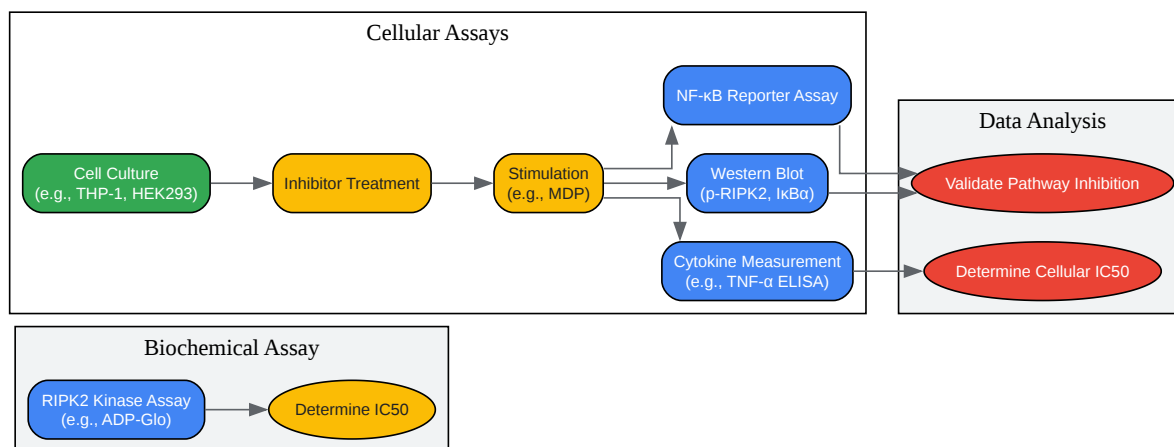 Cellular Assays
Cell Culture
(e.g., THP-1, HEK293)
Inhibitor Treatment
Stimulation
(e.g., MDP)
NF-κB Reporter Assay
Western Blot
(p-RIPK2, IκBα)
Cytokine Measurement
(e.g., TNF-α ELISA)
Data Analysis
Validate Pathway Inhibition
Determine Cellular IC50
Biochemical Assay
RIPK2 Kinase Assay
(e.g., ADP-Glo)
Determine IC50